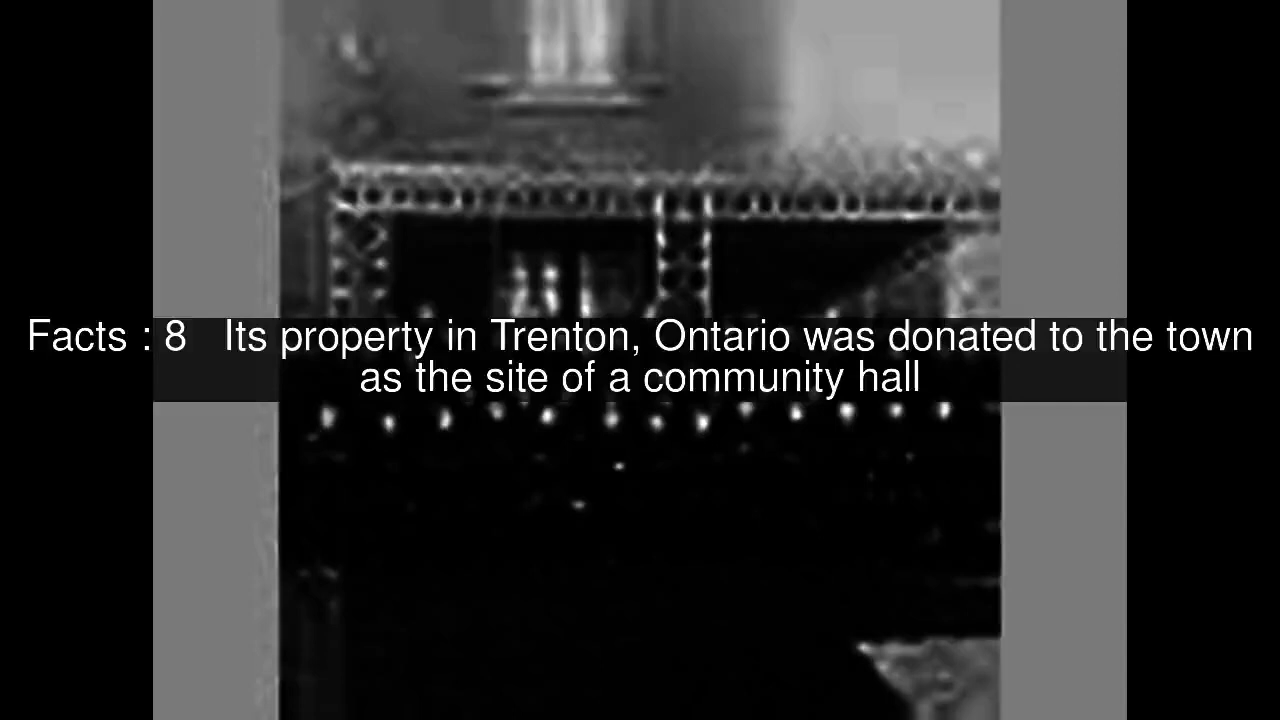 Facts : 8   Its property in Trenton, Ontario was donated to the town
as the site of a community hall